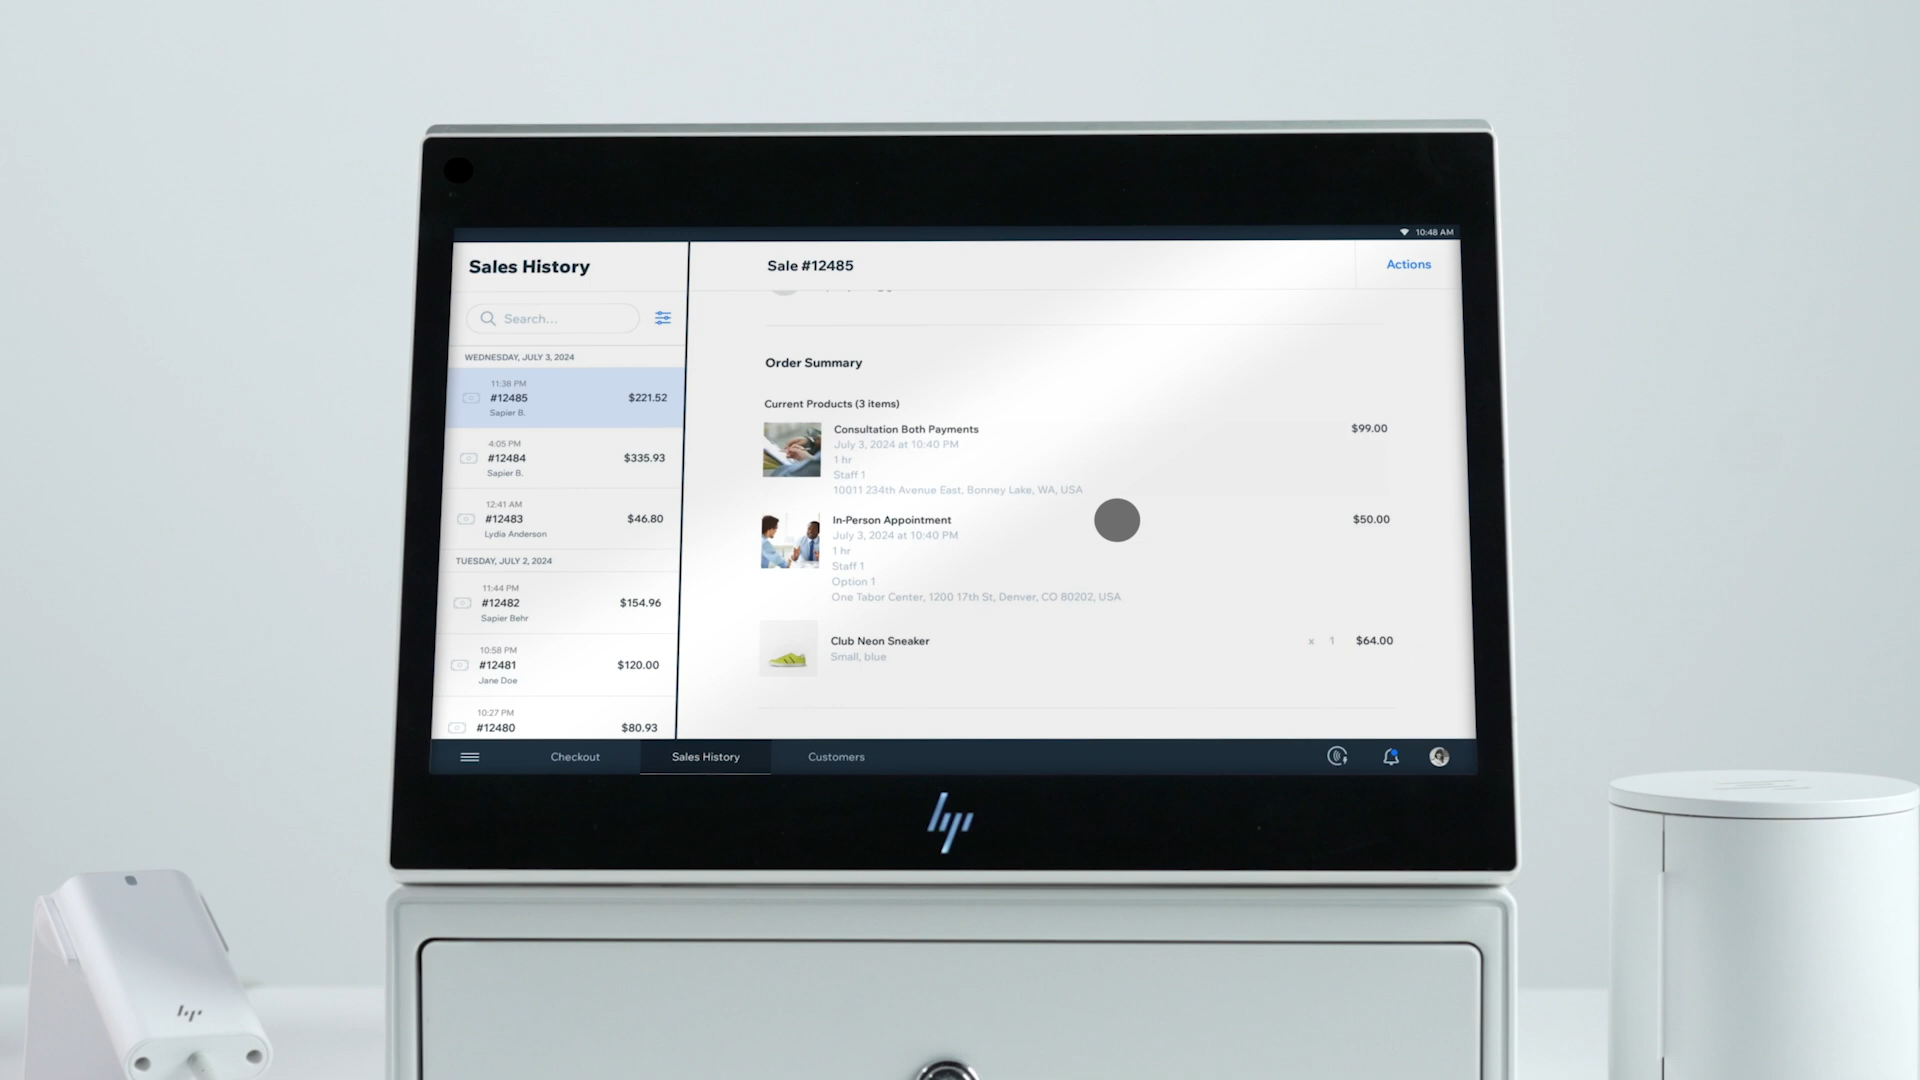 10:48 AM
Sales History
Sale #12485
Actions
Search...
WEDNESDAY, JULY 3, 2024
11:38 PM
#12485
$221.52
Sapier B.
4:05 PM
#12484
$335.93
Sapier B.
12:41 AM
#12483
$46.80
Lydia Anderson
TUESDAY, JULY 2, 2024
11:44 PM
#12482
$154.96
Sapier Behr
10:58 PM
#12481
$120.00
Jane Doe
10:27 PM
#12480
$80.93
Order Summary
Current Products (3 items)
Consultation Both Payments
$99.00
July 3, 2024 at 10:40 PM
1 hr
Staff 1
10011 234th Avenue East, Bonney Lake, WA, USA
In-Person Appointment
$50.00
July 3, 2024 at 10:40 PM
1 hr
Staff 1
Option 1
One Tabor Center, 1200 17th St, Denver, CO 80202, USA
Club Neon Sneaker
x 1 $64.00
Small, blue
Checkout
Sales History
Customers
hp
hp